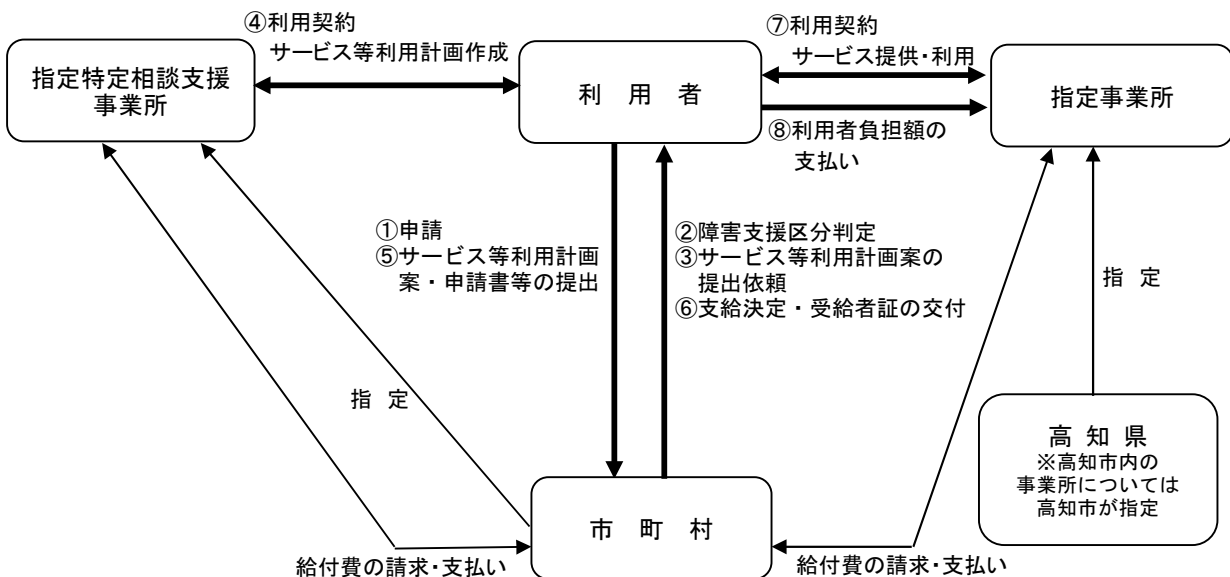 ④利用契約
サービス等利用計画作成
⑦利用契約
サービス提供・利用
指定特定相談支援
事業所
利 用 者
指定事業所
⑧利用者負担額の
支払い
①申請
⑤サービス等利用計画
案・申請書等の提出
②障害支援区分判定
③サービス等利用計画案の
提出依頼
⑥支給決定・受給者証の交付
指 定
指 定
高 知 県
※高知市内の
事業所については
高知市が指定
市 町 村
給付費の請求・支払い
給付費の請求・支払い